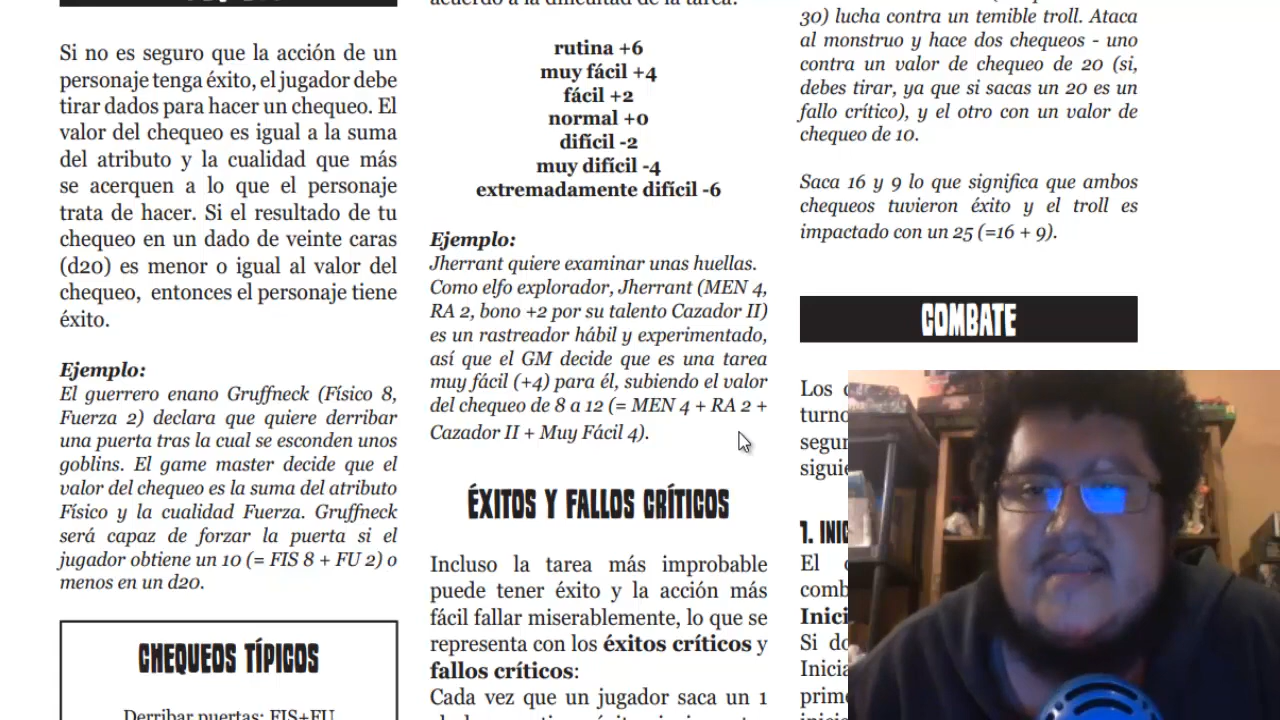 Si no es seguro que la acción de un
personaje tenga éxito, el jugador debe
tirar dados para hacer un chequeo. El
valor del chequeo es igual a la suma
del atributo y la cualidad que más
se acerquen a lo que el personaje
trata de hacer. Si el resultado de tu
chequeo en un dado de veinte caras
(d20) es menor o igual al valor del
chequeo, entonces el personaje tiene
éxito.
Ejemplo:
El guerrero enano Gruffneck (Físico 8,
Fuerza 2) declara que quiere derribar
una puerta tras la cual se esconden unos
goblins. El game master decide que el
valor del chequeo es la suma del atributo
Físico y la cualidad Fuerza. Gruffneck
será capaz de forzar la puerta si el
jugador obtiene un 10 (= FIS 8 + FU 2) o
menos en un d20.
CHEQUEOS TÍPICOS
Derribar puertas: FIS+FU
acuerdo a la dificultad de la tarea:
rutina +6
muy fácil +4
fácil +2
normal +0
difícil -2
muy difícil -4
extremadamente difícil -6
Ejemplo:
Jherrant quiere examinar unas huellas.
Como elfo explorador, Jherrant (MEN 4,
RA 2, bono +2 por su talento Cazador II)
es un rastreador hábil y experimentado,
así que el GM decide que es una tarea
muy fácil (+4) para él, subiendo el valor
del chequeo de 8 a 12 (= MEN 4 + RA 2 +
Cazador II + Muy Fácil 4).
ÉXITOS Y FALLOS CRÍTICOS
Incluso la tarea más improbable
puede tener éxito y la acción más
fácil fallar miserablemente, lo que se
representa con los éxitos críticos y
fallos críticos:
Cada vez que un jugador saca un 1
30) lucha contra un temible troll. Ataca
al monstruo y hace dos chequeos - uno
contra un valor de chequeo de 20 (si,
debes tirar, ya que si sacas un 20 es un
fallo crítico), y el otro con un valor de
chequeo de 10.
Saca 16 y 9 lo que significa que ambos
chequeos tuvieron éxito y el troll es
impactado con un 25 (=16 + 9).
COMBATE
Los
turno
segun
siguie
1. INIC
El
comb
Inici
Si do
Inicia
prime